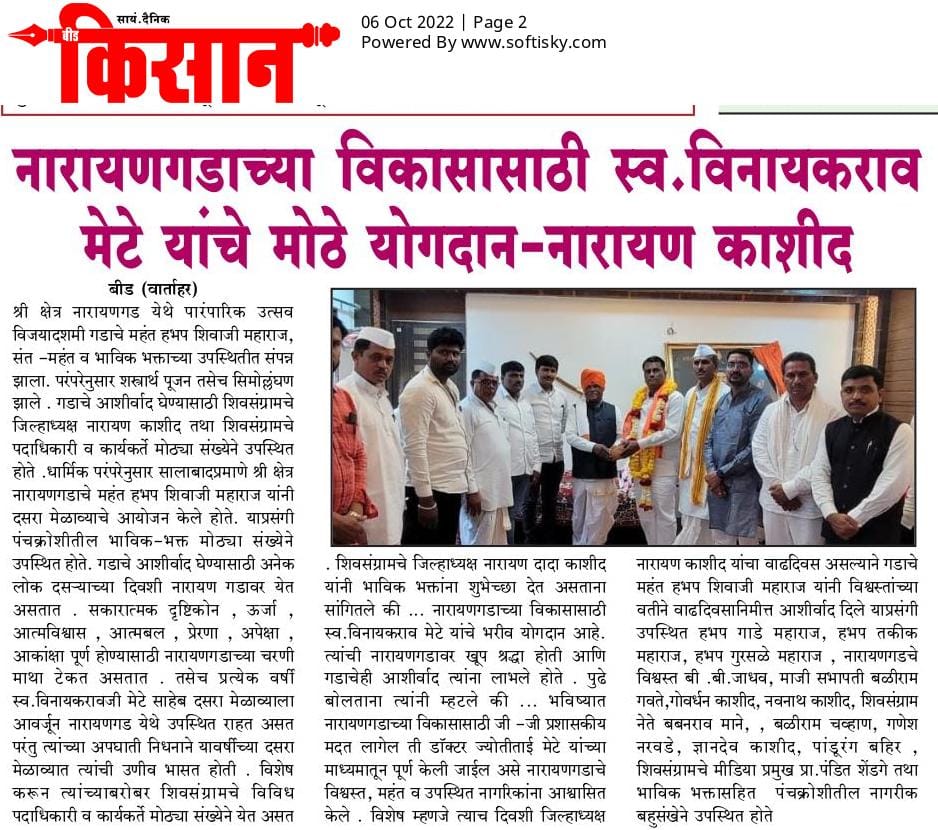 सायं.दैनिक
बीड
किसान
06 Oct 2022 | Page 2
Powered By www.softisky.com
नारायणगडाच्या विकासासाठी स्व.विनायकराव
मेटे यांचे मोठे योगदान-नारायण काशीद
बीड (वार्ताहर)
श्री क्षेत्र नारायणगड येथे पारंपारिक उत्सव
विजयादशमी गडाचे महंत हभप शिवाजी महाराज,
संत -महंत व भाविक भक्ताच्या उपस्थितीत संपन्न
झाला. परंपरेनुसार शस्त्रार्थ पूजन तसेच सिमोल्लंघण
झाले . गडाचे आशीर्वाद घेण्यासाठी शिवसंग्रामचे
जिल्हाध्यक्ष नारायण काशीद तथा शिवसंग्रामचे
पदाधिकारी व कार्यकर्ते मोठ्या संख्येने उपस्थित
होते .धार्मिक परंपरेनुसार सालाबादप्रमाणे श्री क्षेत्र
नारायणगडाचे महंत हभप शिवाजी महाराज यांनी
दसरा मेळाव्याचे आयोजन केले होते. याप्रसंगी
पंचक्रोशीतील भाविक-भक्त मोठ्या संख्येने
उपस्थित होते. गडाचे आशीर्वाद घेण्यासाठी अनेक
लोक दसऱ्याच्या दिवशी नारायण गडावर येत
असतात . सकारात्मक दृष्टिकोन , ऊर्जा ,
आत्मविश्वास , आत्मबल , प्रेरणा , अपेक्षा ,
आकांक्षा पूर्ण होण्यासाठी नारायणगडाच्या चरणी
माथा टेकत असतात . तसेच प्रत्येक वर्षी
स्व.विनायकरावजी मेटे साहेब दसरा मेळाव्याला
आवर्जून नारायणगड येथे उपस्थित राहत असत
परंतु त्यांच्या अपघाती निधनाने यावर्षीच्या दसरा
मेळाव्यात त्यांची उणीव भासत होती . विशेष
करून त्यांच्याबरोबर शिवसंग्रामचे विविध
पदाधिकारी व कार्यकर्ते मोठ्या संख्येने येत असत
. शिवसंग्रामचे जिल्हाध्यक्ष नारायण दादा काशीद
यांनी भाविक भक्तांना शुभेच्छा देत असताना
सांगितले की ... नारायणगडाच्या विकासासाठी
स्व.विनायकराव मेटे यांचे भरीव योगदान आहे.
त्यांची नारायणगडावर खूप श्रद्धा होती आणि
गडाचेही आशीर्वाद त्यांना लाभले होते . पुढे
बोलताना त्यांनी म्हटले की ... भविष्यात
नारायणगडाच्या विकासासाठी जी -जी प्रशासकीय
मदत लागेल ती डॉक्टर ज्योतीताई मेटे यांच्या
माध्यमातून पूर्ण केली जाईल असे नारायणगडाचे
विश्वस्त, महंत व उपस्थित नागरिकांना आश्वासित
केले . विशेष म्हणजे त्याच दिवशी जिल्हाध्यक्ष
नारायण काशीद यांचा वाढदिवस असल्याने गडाचे
महंत हभप शिवाजी महाराज यांनी विश्वस्तांच्या
वतीने वाढदिवसानिमीत्त आशीर्वाद दिले याप्रसंगी
उपस्थित हभप गाडे महाराज, हभप तकीक
महाराज, हभप गुरसळे महाराज , नारायणगडचे
विश्वस्त बी .बी.जाधव, माजी सभापती बळीराम
गवते,गोवर्धन काशीद, नवनाथ काशीद, शिवसंग्राम
नेते बबनराव माने, , बळीराम चव्हाण, गणेश
नरवडे, ज्ञानदेव काशीद, पांडूरंग बहिर ,
शिवसंग्रामचे मीडिया प्रमुख प्रा.पंडित शेंडगे तथा
भाविक भक्तासहित पंचक्रोशीतील नागरीक
बहुसंखेने उपस्थित होते